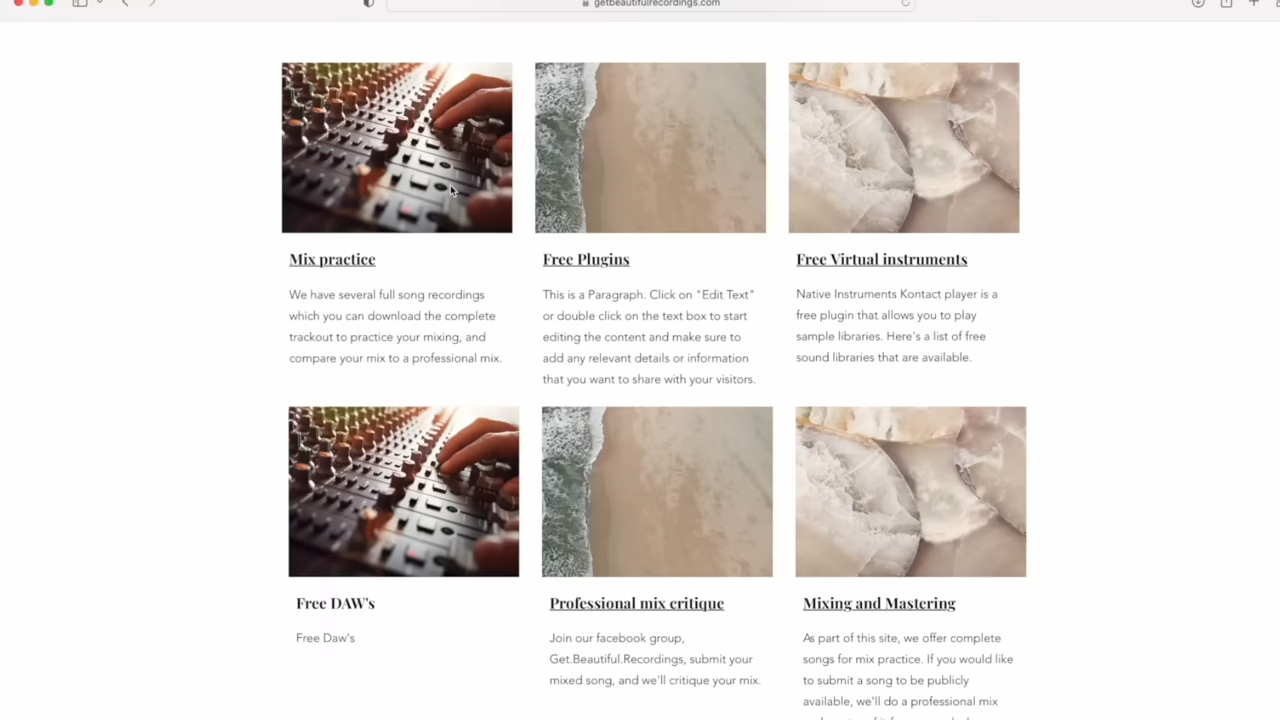 getbeautifulrecordings.com
Mix practice
We have several full song recordings
which you can download the complete
trackout to practice your mixing, and
compare your mix to a professional mix.
Free Plugins
This is a Paragraph. Click on "Edit Text"
or double click on the text box to start
editing the content and make sure to
add any relevant details or information
that you want to share with your visitors.
Free Virtual instruments
Native Instruments Kontact player is a
free plugin that allows you to play
sample libraries. Here's a list of free
sound libraries that are available.
Free DAW's
Free Daw's
Professional mix critique
Join our facebook group,
Get.Beautiful.Recordings, submit your
mixed song, and we'll critique your mix.
Mixing and Mastering
As part of this site, we offer complete
songs for mix practice. If you would like
to submit a song to be publicly
available, we'll do a professional mix